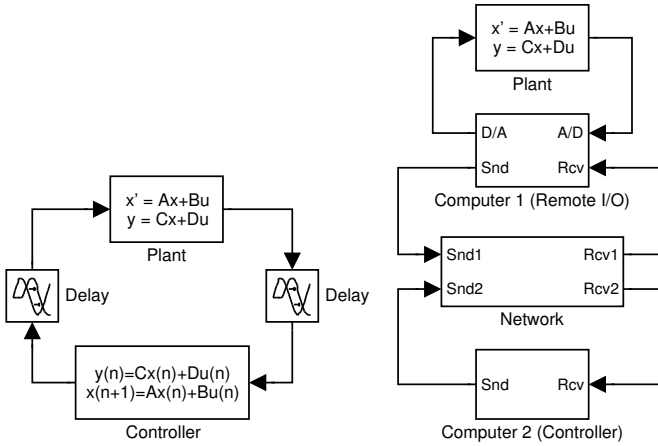 x' = Ax+Bu
y = Cx+Du
Plant
Delay
Delay
y(n)=Cx(n)+Du(n)
x(n+1)=Ax(n)+Bu(n)
Controller
x' = Ax+Bu
y = Cx+Du
Plant
D/A A/D
Snd Rcv
Computer 1 (Remote I/O)
Snd1 Rcv1
Snd2 Rcv2
Network
Snd Rcv
Computer 2 (Controller)